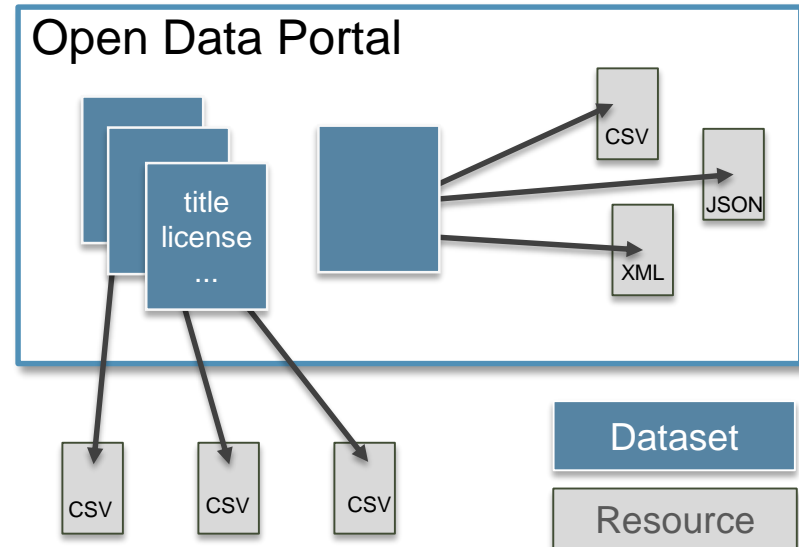 Open Data Portal
title
license
...
CSV
JSON
XML
CSV
CSV
CSV
Dataset
Resource